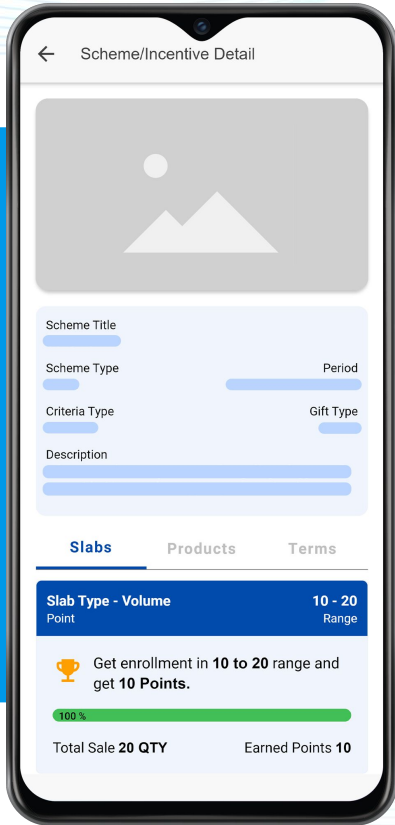 Scheme/Incentive Detail
Scheme Title
Scheme Type Period
Criteria Type Gift Type
Description
Slabs Products Terms
Slab Type - Volume 10 - 20
Point Range
Get enrollment in 10 to 20 range and
get 10 Points.
100 %
Total Sale 20 QTY Earned Points 10